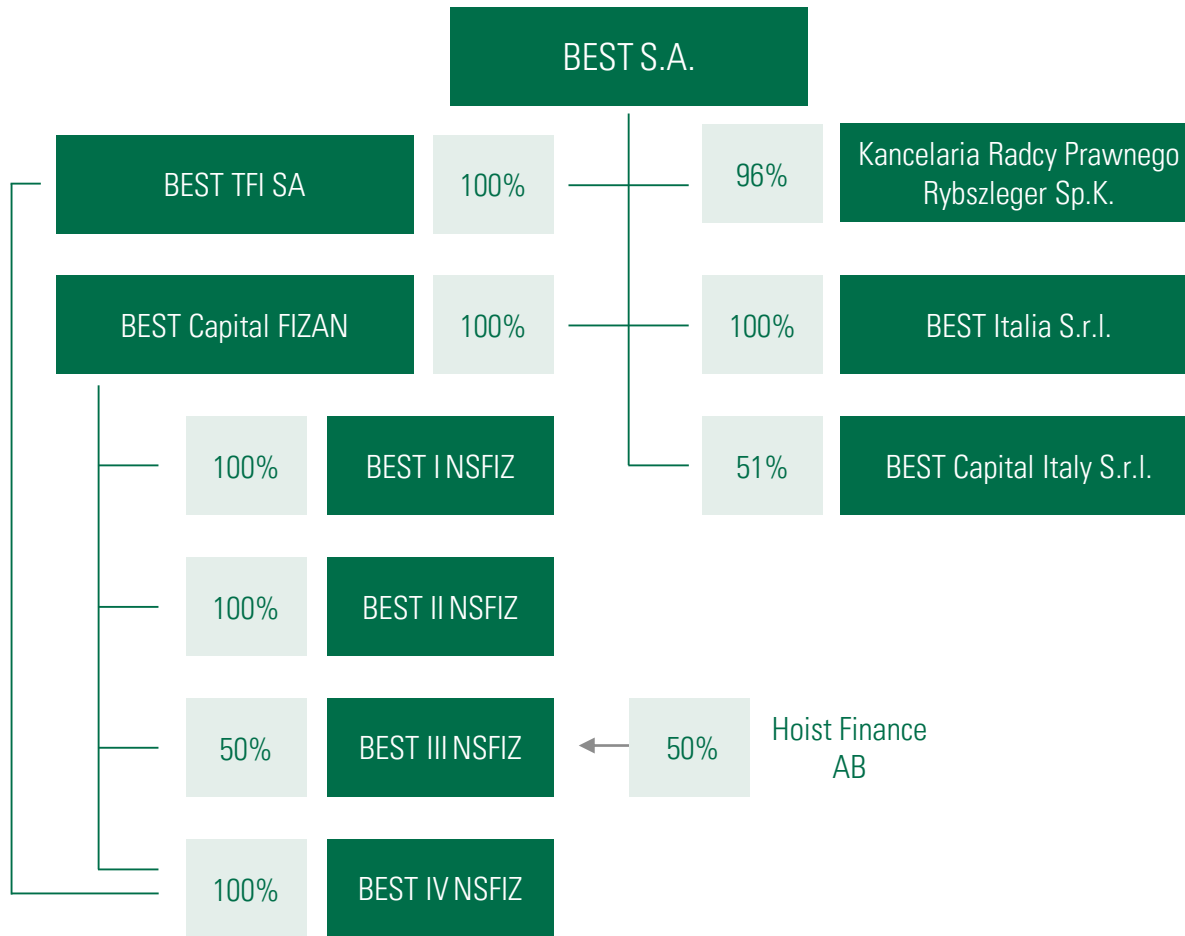 BEST S.A.
BEST TFI SA
100%
96%
Kancelaria Radcy Prawnego
Rybszleger Sp.K.
BEST Capital FIZAN
100%
100%
BEST Italia S.r.l.
100%
BEST I NSFIZ
51%
BEST Capital Italy S.r.l.
100%
BEST II NSFIZ
50%
BEST III NSFIZ
50%
Hoist Finance
AB
100%
BEST IV NSFIZ